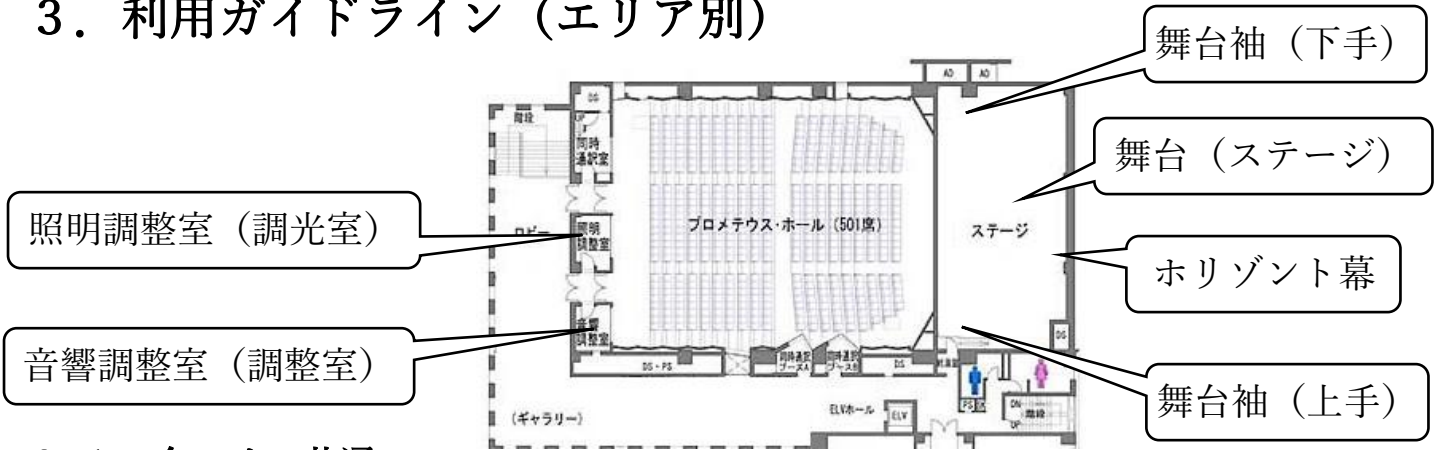 3．利用ガイドライン（エリア別）
舞台袖（下手）
舞台（ステージ）
ホリゾント幕
舞台袖（上手）
照明調整室（調光室）
音響調整室（調整室）
AD
AD
DS
UP
階段
同時
通訳室
ロビー
照明
調整室
音響
調整室
プロメテウス・ホール（501席）
ステージ
DS
DS・PS
同時通訳
ブースA
同時通訳
ブースB
DS
PS
DN
UP
階段
ELVホール
ELV
（ギャラリー）